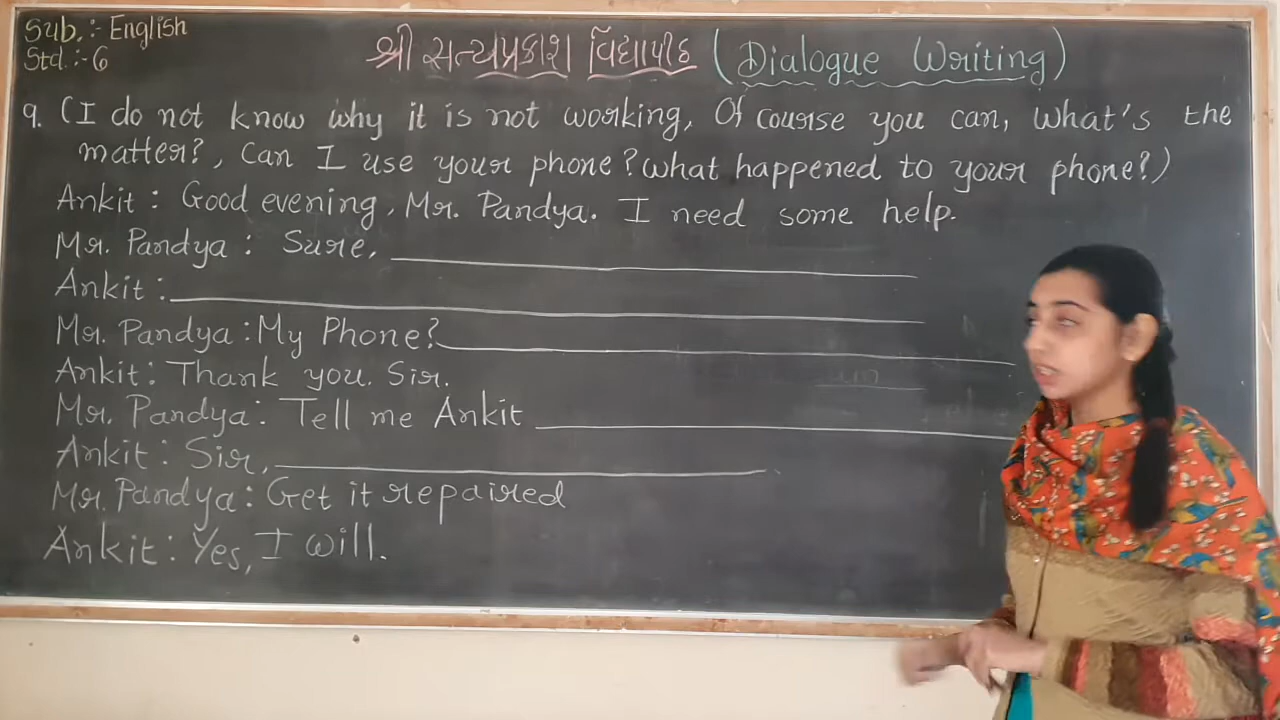 Sub.:- English
Std.:-6
श्री सत्यप्रकाश विद्यापीठ (Dialogue Writing)
9. (I do not know why it is not working, Of course you can, What's the
matter?, Can I use your phone? What happened to your phone?)
Ankit : Good evening, Mr. Pandya. I need some help.
Mr. Pandya : Sure,
Ankit :
Mr. Pandya : My Phone?
Ankit : Thank you. Sir.
Mr. Pandya : Tell me Ankit
Ankit : Sir,
Mr. Pandya : Get it repaired
Ankit : Yes, I will.